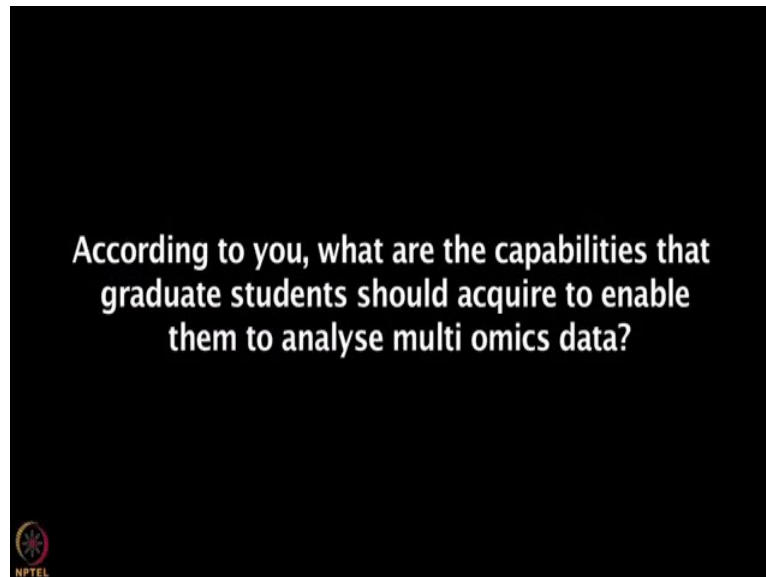 According to you, what are the capabilities that
graduate students should acquire to enable
them to analyse multi omics data?
NPTEL